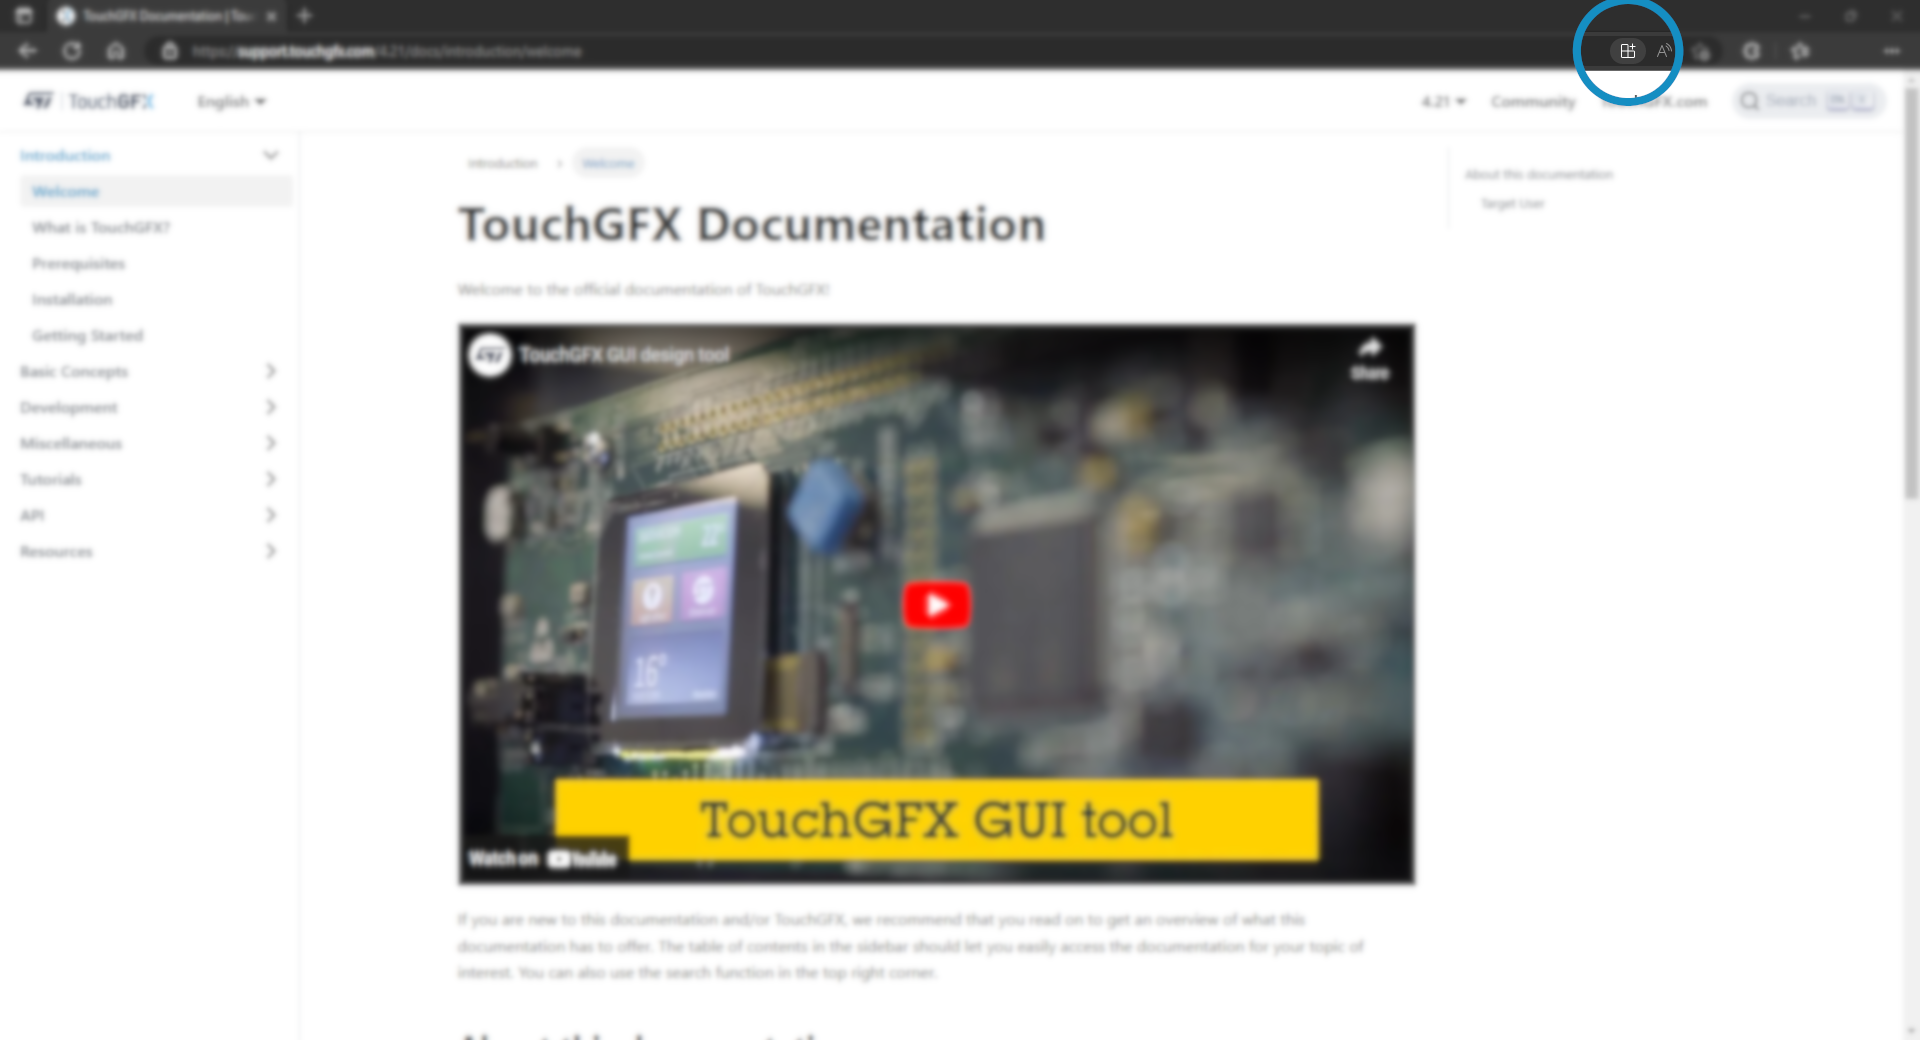 TouchGFX Documentation | Tou
https://support.touchgfx.com/4.21/docs/introduction/welcome
A
TouchGFX
English
4.21
Community
Search
Introduction
Welcome
What is TouchGFX?
Prerequisites
Installation
Getting Started
Basic Concepts
Development
Miscellaneous
Tutorials
API
Resources
Introduction
Welcome
TouchGFX Documentation
Welcome to the official documentation of TouchGFX!
TouchGFX GUI design tool
Share
16°
TouchGFX GUI tool
Watch on YouTube
If you are new to this documentation and/or TouchGFX, we recommend that you read on to get an overview of what this
documentation has to offer. The table of contents in the sidebar should let you easily access the documentation for your topic of
interest. You can also use the search function in the top right corner.
About this documentation
Target User